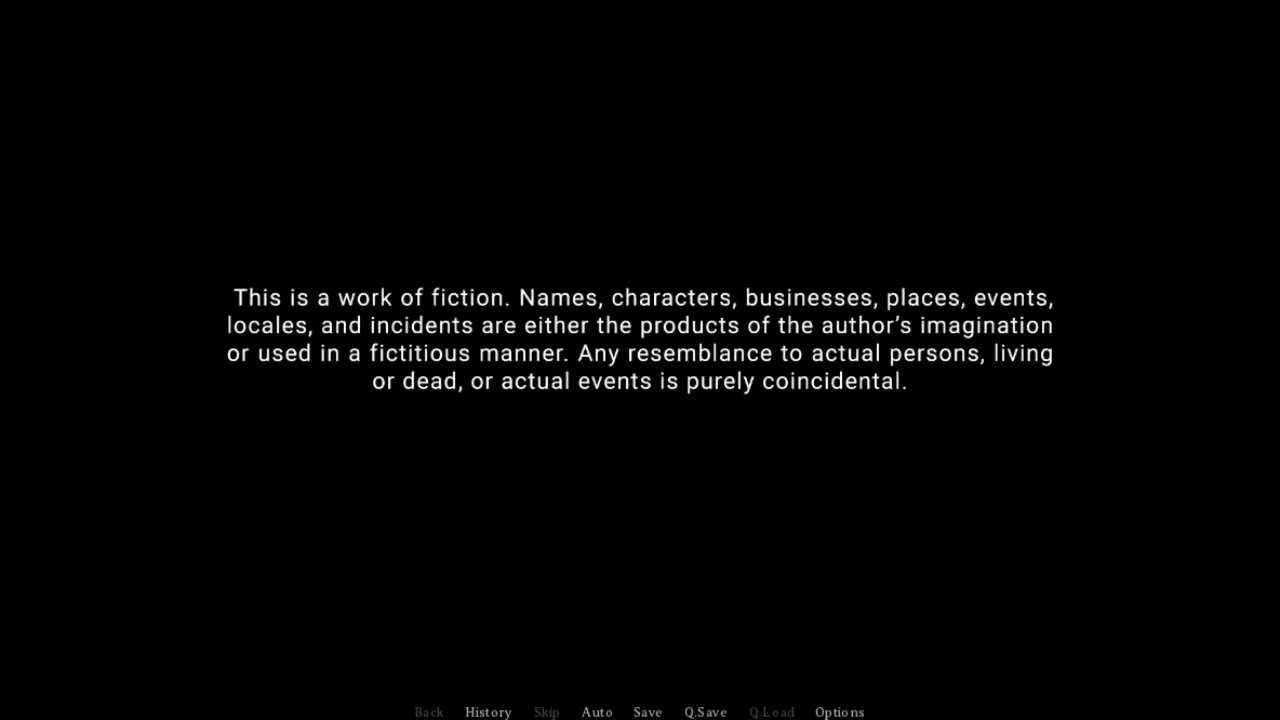 This is a work of fiction. Names, characters, businesses, places, events,
locales, and incidents are either the products of the author’s imagination
or used in a fictitious manner. Any resemblance to actual persons, living
or dead, or actual events is purely coincidental.
Back History Skip Auto Save Q.Save Q.Load Options